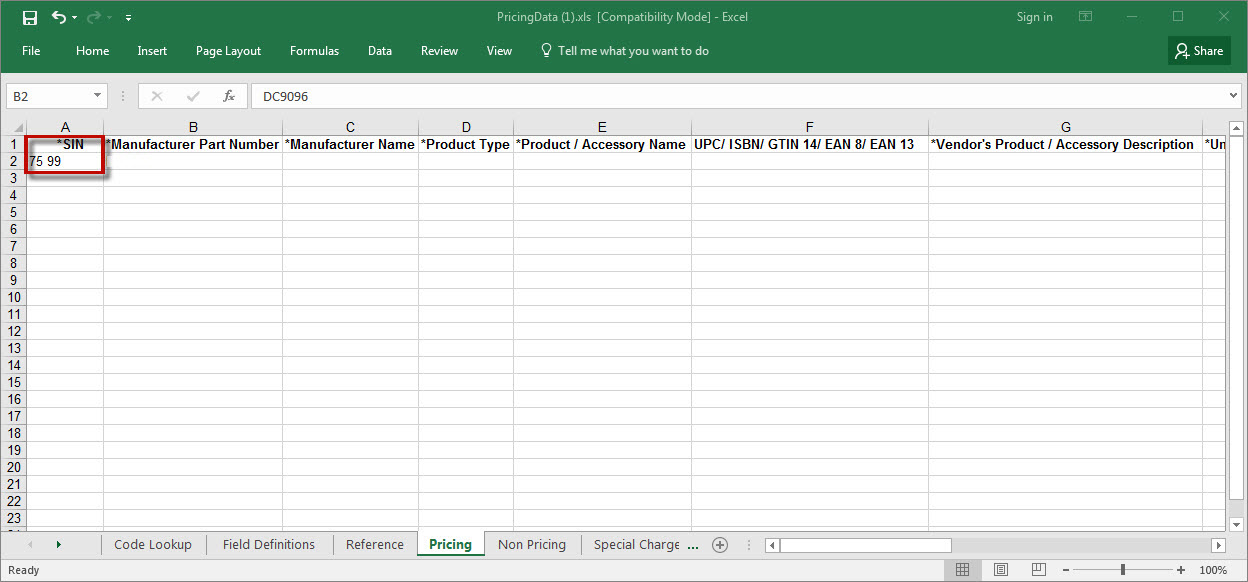 PricingData (1).xls [Compatibility Mode] - Excel
Sign in
File Home Insert Page Layout Formulas Data Review View Tell me what you want to do Share
B2 fx DC9096
A B C D E F G
1 *SIN *Manufacturer Part Number *Manufacturer Name *Product Type *Product / Accessory Name UPC/ ISBN/ GTIN 14/ EAN 8/ EAN 13 *Vendor's Product / Accessory Description *Un
2 75 99
3
4
5
6
7
8
9
10
11
12
13
14
15
16
17
18
19
20
21
22
23
Code Lookup Field Definitions Reference Pricing Non Pricing Special Charge ...
Ready 100%